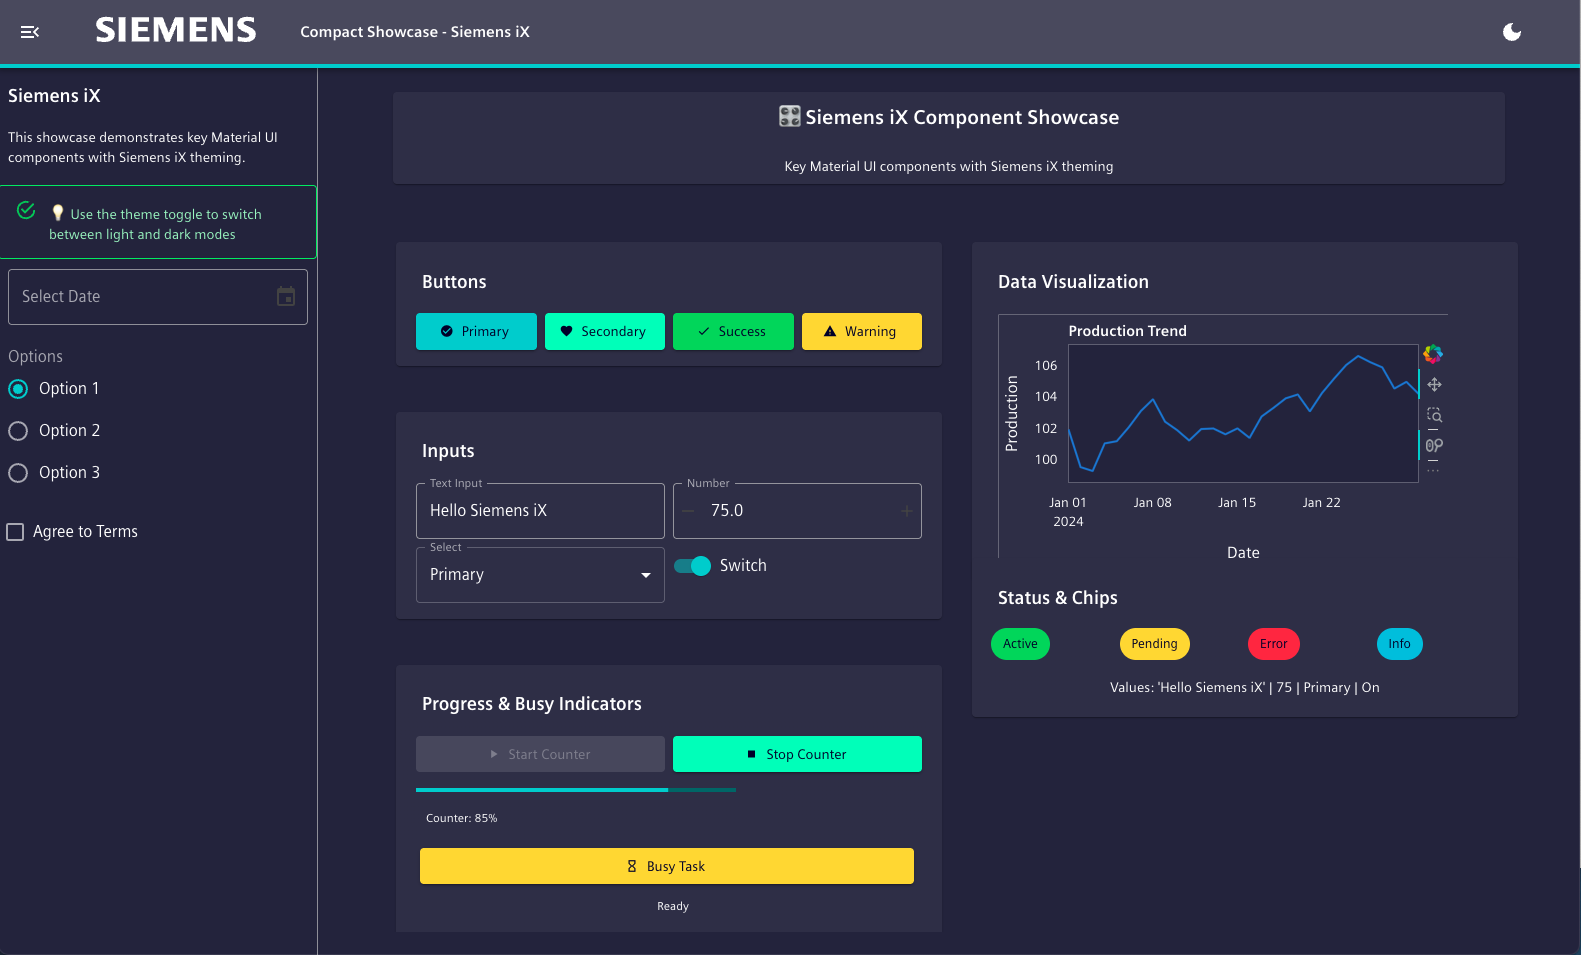 SIEMENS
Compact Showcase - Siemens iX
Siemens iX
This showcase demonstrates key Material UI
components with Siemens iX theming.
💡 Use the theme toggle to switch
between light and dark modes
Select Date
Options
Option 1
Option 2
Option 3
Agree to Terms
🎛️ Siemens iX Component Showcase
Key Material UI components with Siemens iX theming
Buttons
Primary
Secondary
Success
Warning
Inputs
Text Input
Hello Siemens iX
Number
75.0
Select
Primary
Switch
Progress & Busy Indicators
Start Counter
Stop Counter
Counter: 85%
Busy Task
Ready
Data Visualization
Production Trend
Production
106
104
102
100
Jan 01
2024
Jan 08
Jan 15
Jan 22
Date
Status & Chips
Active
Pending
Error
Info
Values: 'Hello Siemens iX' | 75 | Primary | On